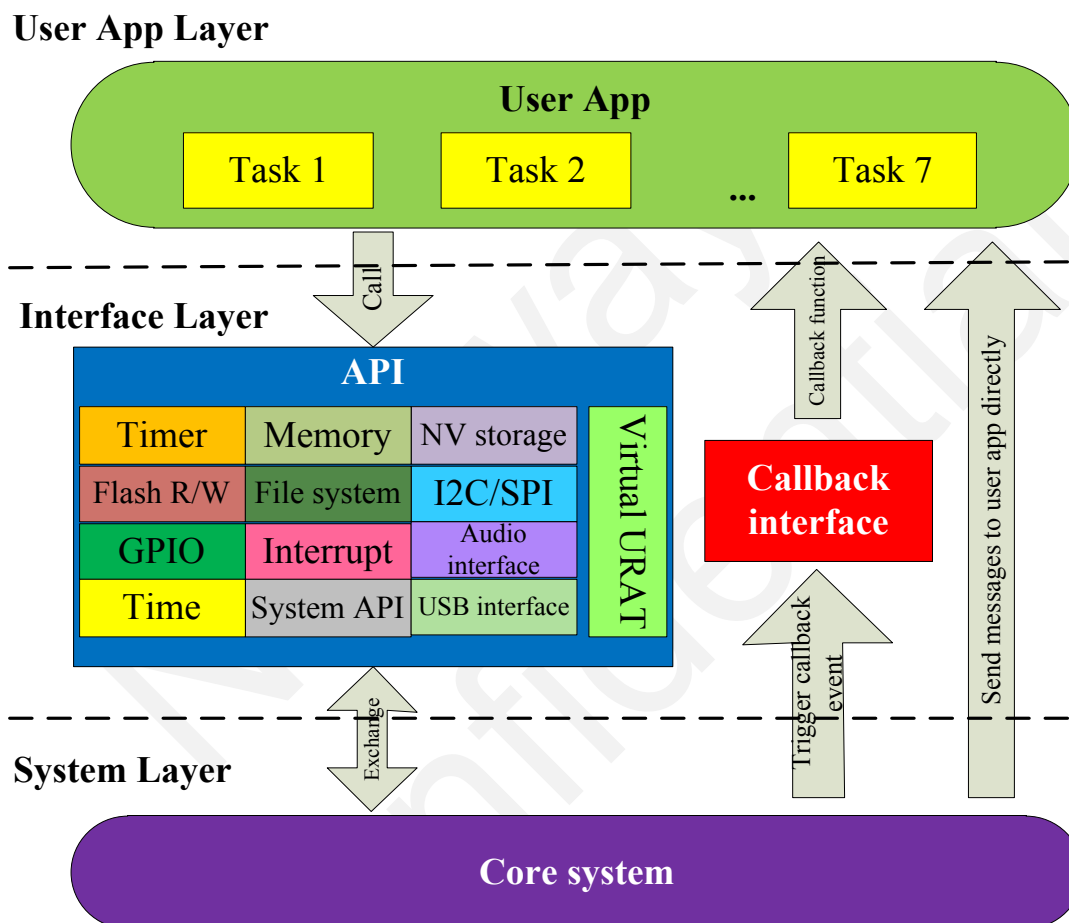 User App Layer
User App
Task 1
Task 2
...
Task 7
Call
Callback function
Send messages to user app directly
Interface Layer
API
Timer
Memory
NV storage
Flash R/W
File system
I2C/SPI
GPIO
Interrupt
Audio
interface
Time
System API
USB interface
Virtual URAT
Callback
interface
Trigger callback
event
Exchange
System Layer
Core system